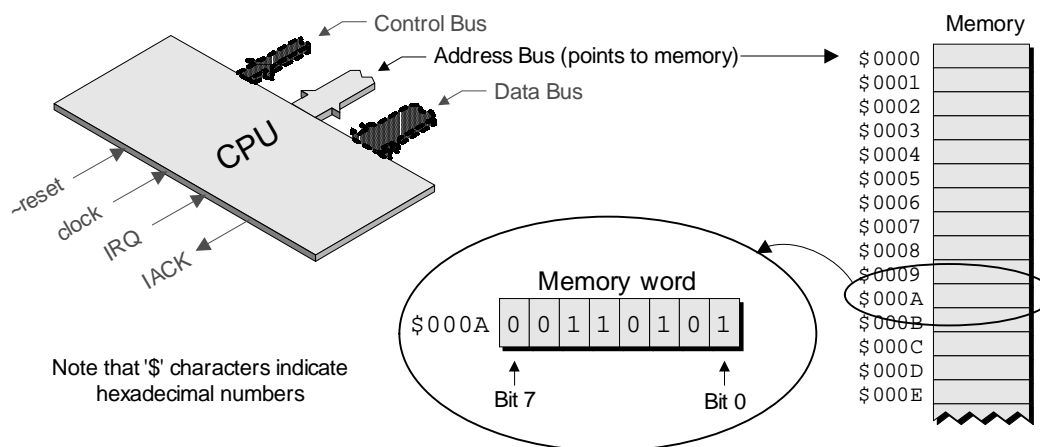 Control Bus
Memory
Address Bus (points to memory)
Data Bus
CPU
~reset
clock
IRQ
IACK
$0000
$0001
$0002
$0003
$0004
$0005
$0006
$0007
$0008
$0009
$000A
$000B
$000C
$000D
$000E
Memory word
$000A 0 0 1 1 0 1 0 1
Bit 7 Bit 0
Note that '$' characters indicate
hexadecimal numbers